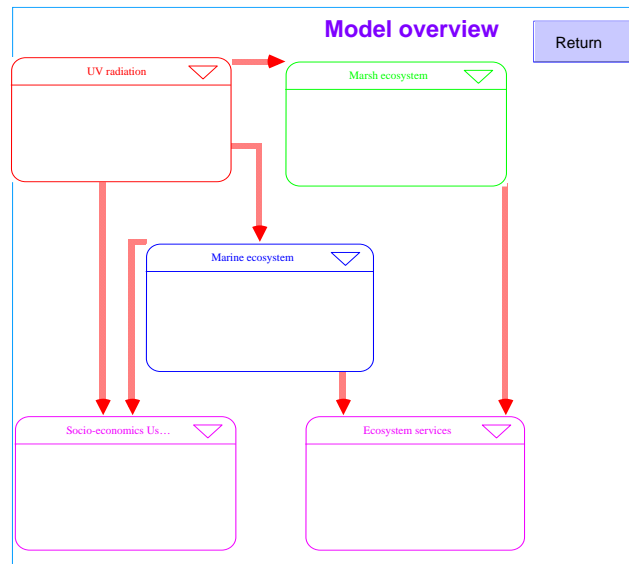 Model overview
Return
UV radiation
Marsh ecosystem
Marine ecosystem
Socio-economics Us…
Ecosystem services